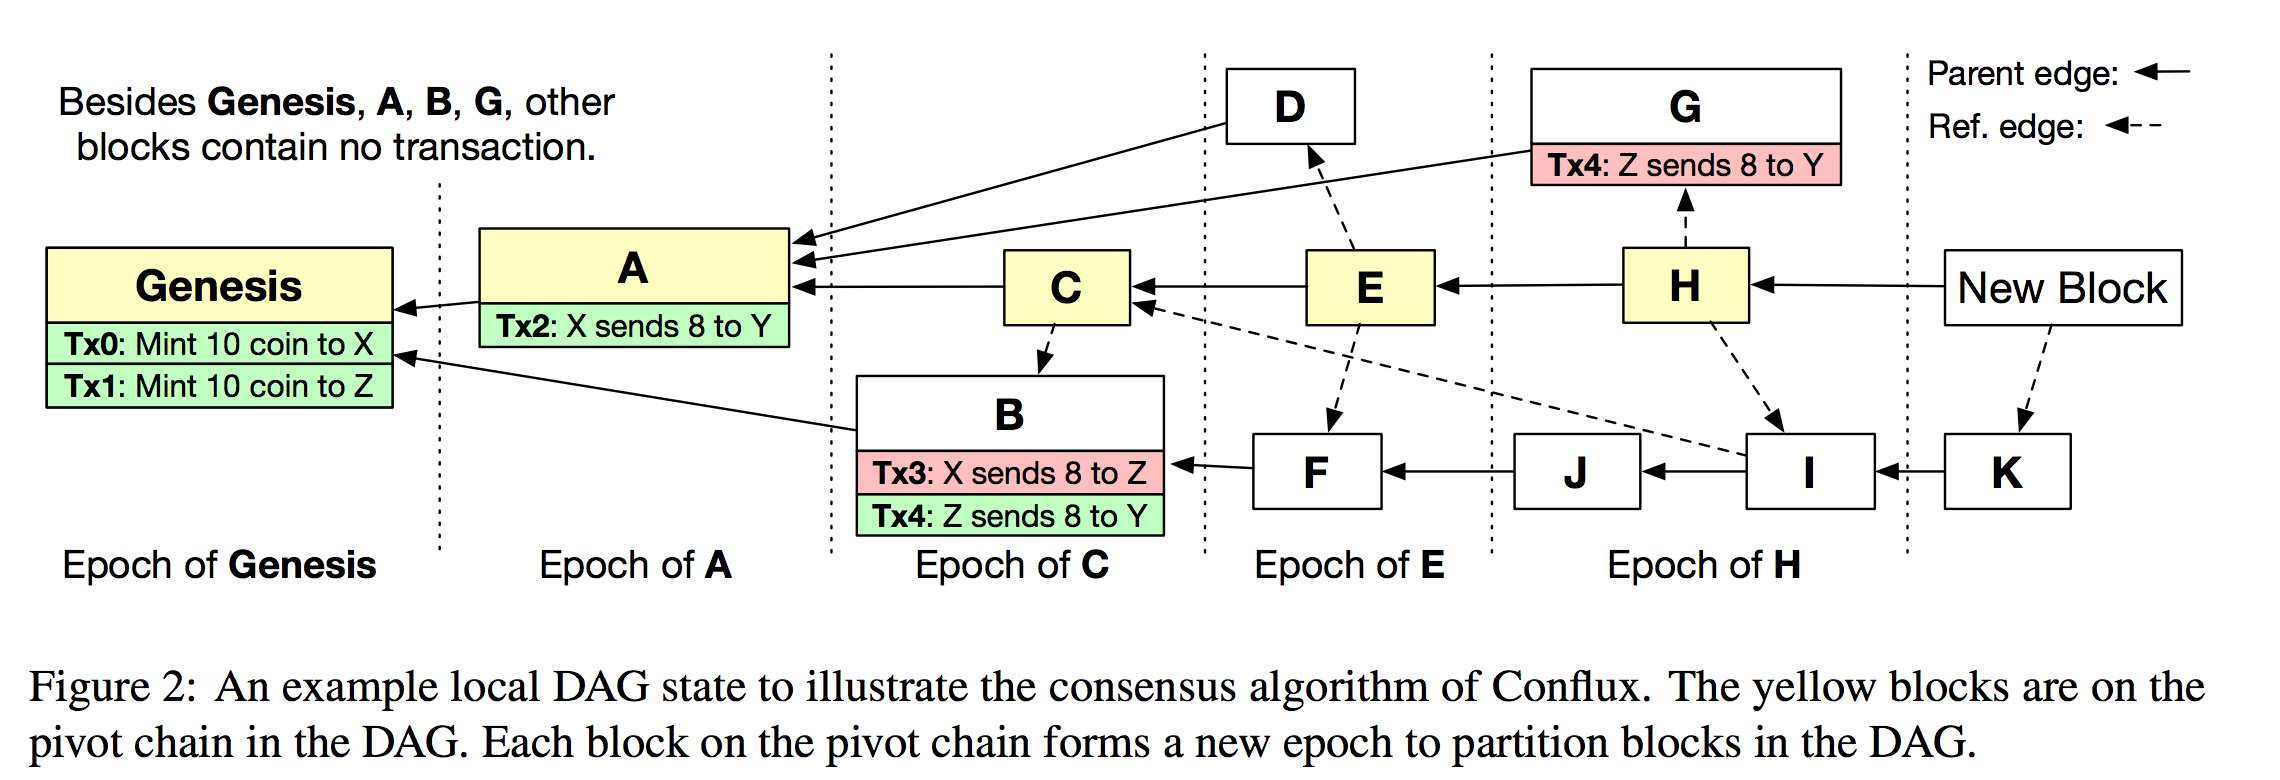 Besides Genesis, A, B, G, other
blocks contain no transaction.
Parent edge:
Ref. edge:
D
G
Tx4: Z sends 8 to Y
Genesis
Tx0: Mint 10 coin to X
Tx1: Mint 10 coin to Z
A
Tx2: X sends 8 to Y
C
E
H
New Block
B
Tx3: X sends 8 to Z
Tx4: Z sends 8 to Y
F
J
I
K
Epoch of Genesis
Epoch of A
Epoch of C
Epoch of E
Epoch of H
Figure 2: An example local DAG state to illustrate the consensus algorithm of Conflux. The yellow blocks are on the
pivot chain in the DAG. Each block on the pivot chain forms a new epoch to partition blocks in the DAG.